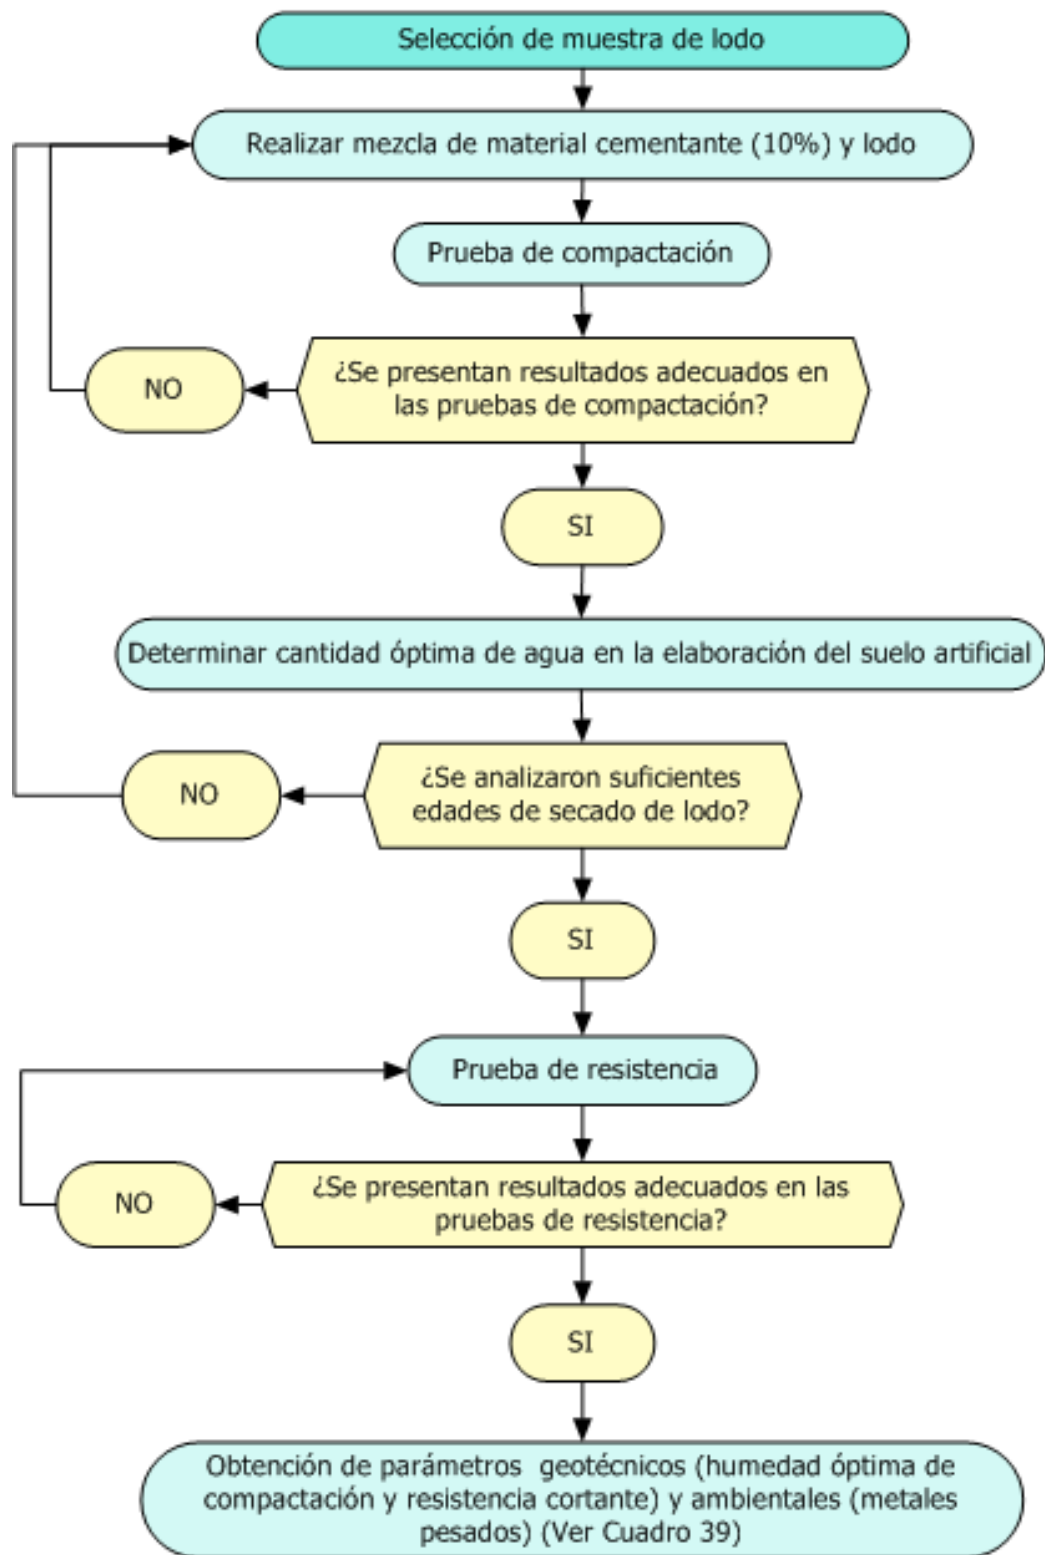 Selección de muestra de lodo
Realizar mezcla de material cementante (10%) y lodo
Prueba de compactación
¿Se presentan resultados adecuados en
las pruebas de compactación?
NO
SI
Determinar cantidad óptima de agua en la elaboración del suelo artificial
¿Se analizaron suficientes
edades de secado de lodo?
NO
SI
Prueba de resistencia
¿Se presentan resultados adecuados en las
pruebas de resistencia?
NO
SI
Obtención de parámetros geotécnicos (humedad óptima de
compactación y resistencia cortante) y ambientales (metales
pesados) (Ver Cuadro 39)